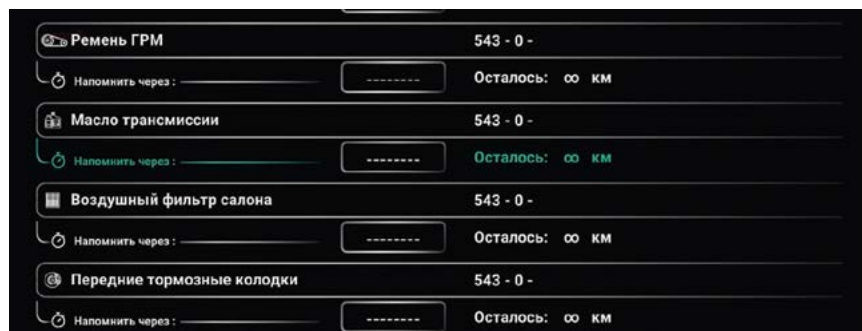 Ремень ГРМ 543 - 0 -
Напомнить через : -------- Осталось: ∞ км
Масло трансмиссии 543 - 0 -
Напомнить через : -------- Осталось: ∞ км
Воздушный фильтр салона 543 - 0 -
Напомнить через : -------- Осталось: ∞ км
Передние тормозные колодки 543 - 0 -
Напомнить через : -------- Осталось: ∞ км